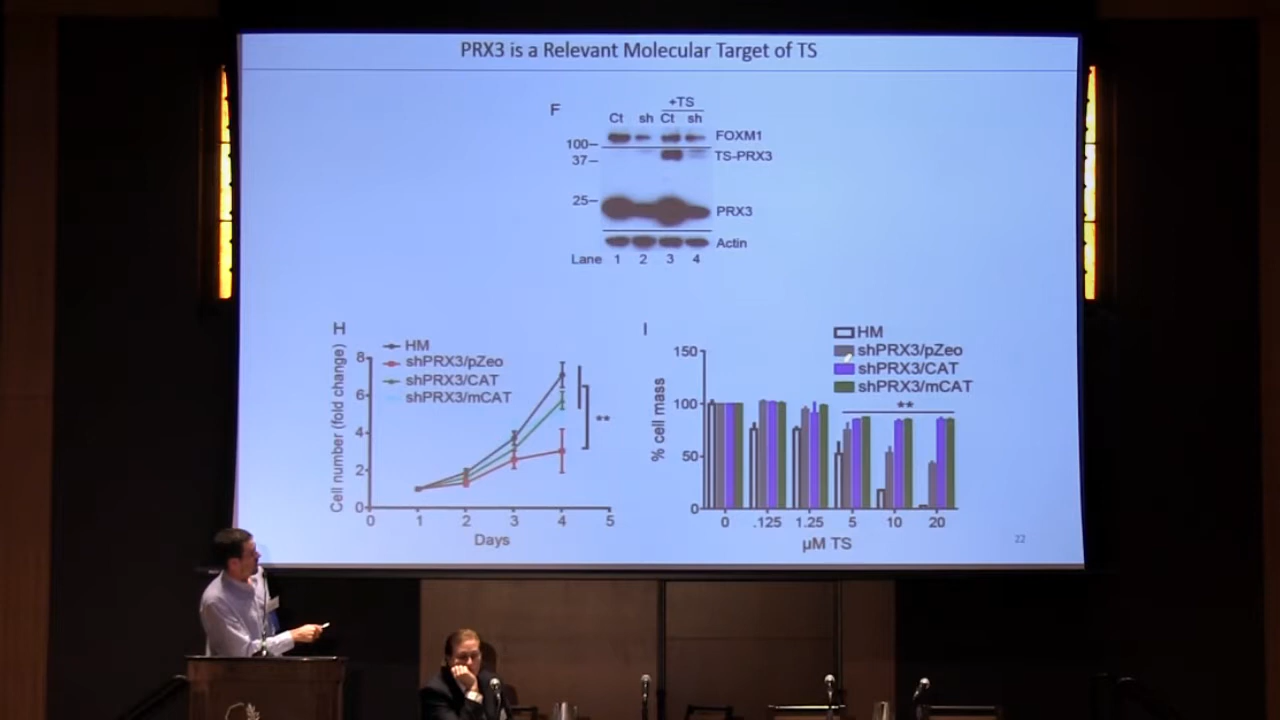 PRX3 is a Relevant Molecular Target of TS
F
+TS
Ct sh Ct sh
100–
FOXM1
37–
TS-PRX3
25–
PRX3
Actin
Lane 1 2 3 4
H
HM
shPRX3/pZeo
shPRX3/CAT
shPRX3/mCAT
Cell number (fold change)
8
6
4
2
0
**
0 1 2 3 4 5
Days
I
HM
shPRX3/pZeo
shPRX3/CAT
shPRX3/mCAT
% cell mass
150
100
50
0
**
0 .125 1.25 5 10 20
µM TS
22